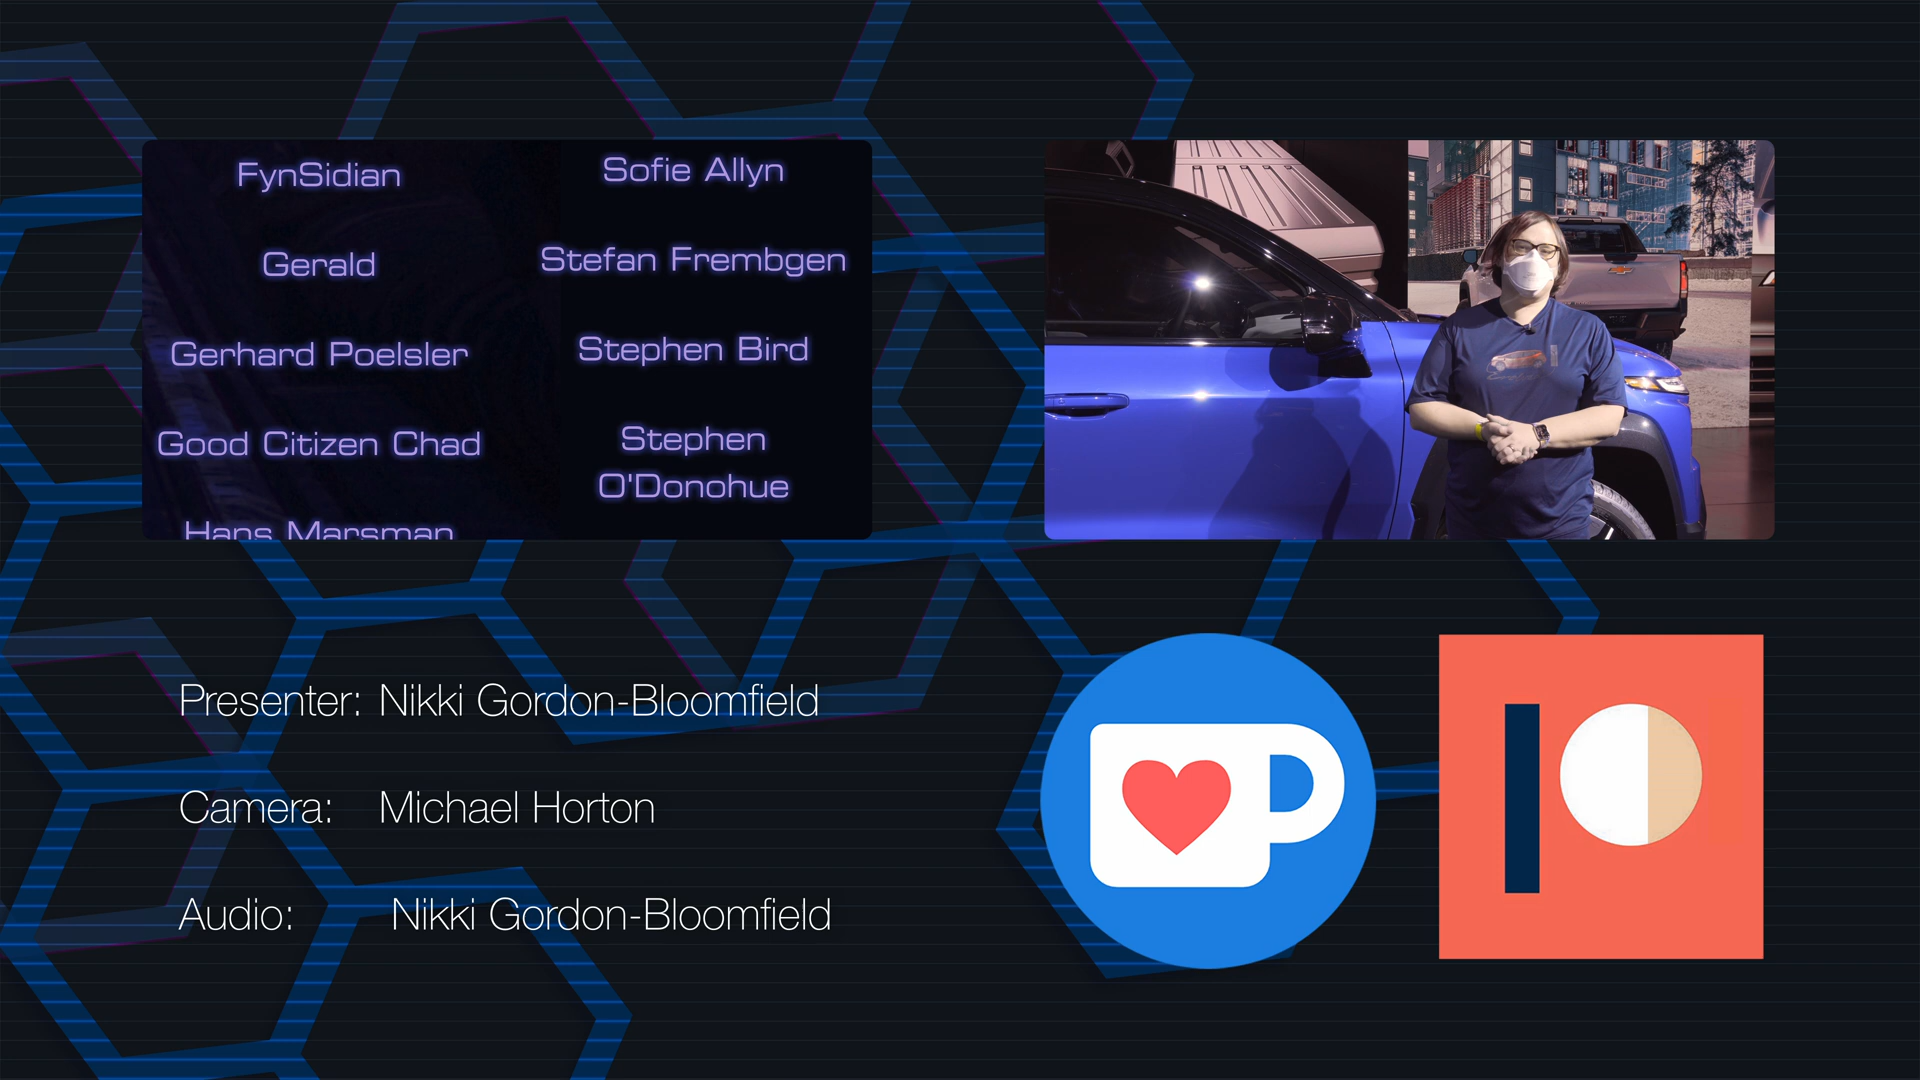 FynSidian
Gerald
Gerhard Poelsler
Good Citizen Chad
Hans Marsman
Sofie Allyn
Stefan Frembgen
Stephen Bird
Stephen
O'Donohue
Presenter: Nikki Gordon-Bloomfield
Camera: Michael Horton
Audio: Nikki Gordon-Bloomfield